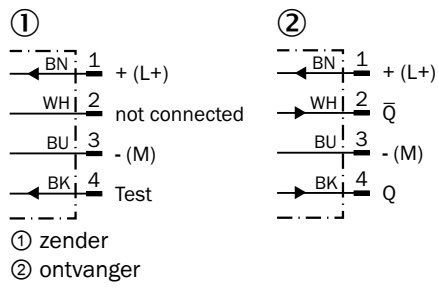 ① ②
BN 1 + (L+)
WH 2 not connected
BU 3 - (M)
BK 4 Test
BN 1 + (L+)
WH 2 Q̅
BU 3 - (M)
BK 4 Q
① zender
② ontvanger